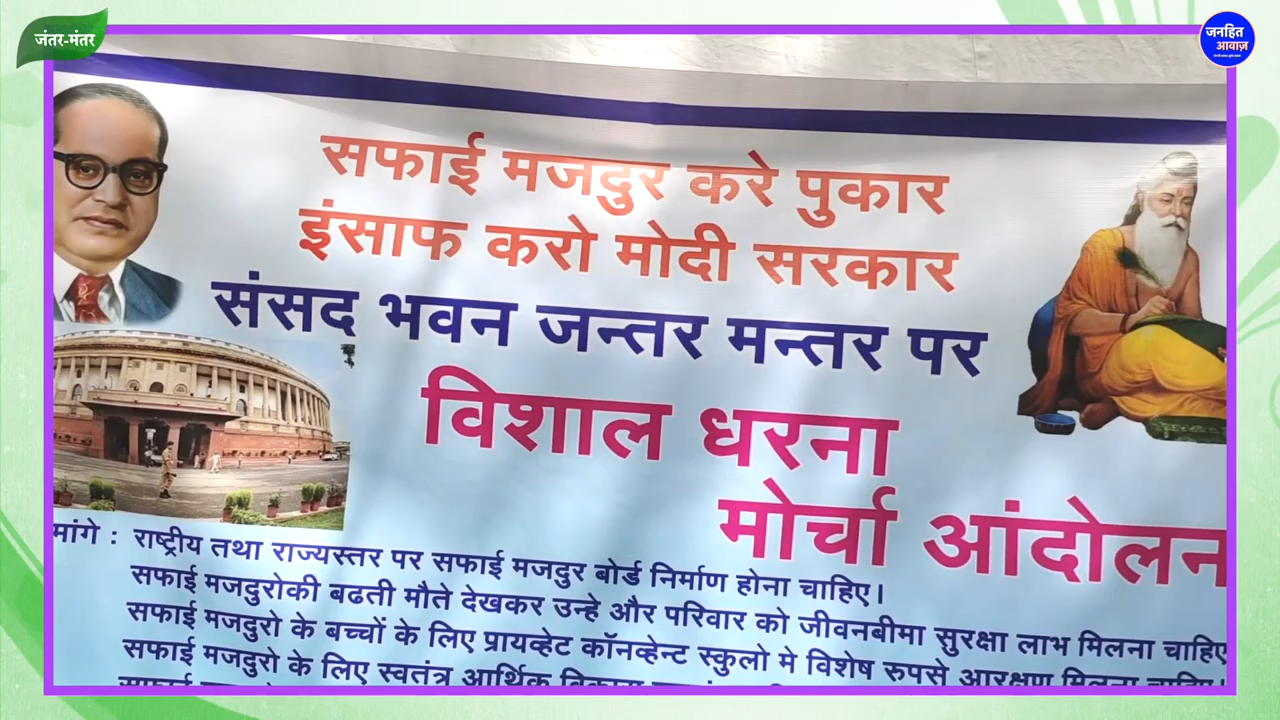 जंतर-मंतर
जनहित
आवाज़
सफाई मजदुर करे पुकार
इंसाफ करो मोदी सरकार
संसद भवन जन्तर मन्तर पर
विशाल धरना
मोर्चा आंदोलन
मांगे : राष्ट्रीय तथा राज्यस्तर पर सफाई मजदुर बोर्ड निर्माण होना चाहिए।
सफाई मजदुरोकी बढती मौते देखकर उन्हे और परिवार को जीवनबीमा सुरक्षा लाभ मिलना चाहिए
सफाई मजदुरो के बच्चों के लिए प्रायव्हेट कॉनव्हेन्ट स्कुलो मे विशेष रुपसे आरक्षण मिलना चाहिए।
सफाई मजदुरो के लिए स्वतंत्र आर्थिक विकास